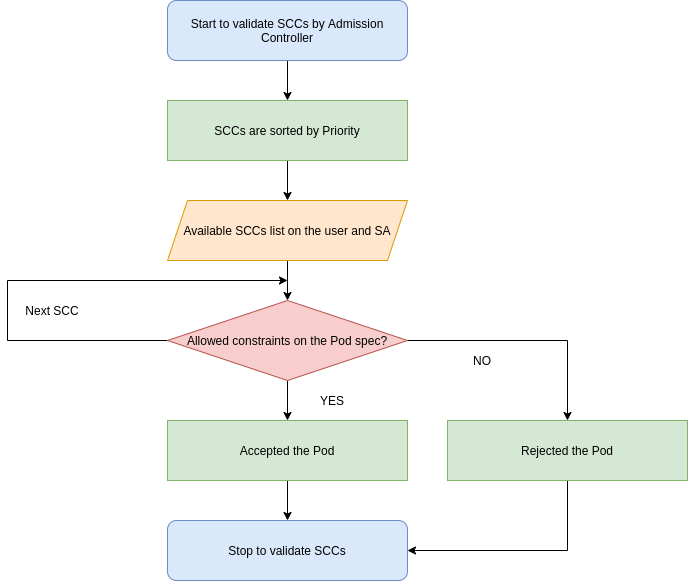 Start to validate SCCs by Admission
Controller
SCCs are sorted by Priority
Available SCCs list on the user and SA
Next SCC
Allowed constraints on the Pod spec?
NO
YES
Accepted the Pod
Rejected the Pod
Stop to validate SCCs